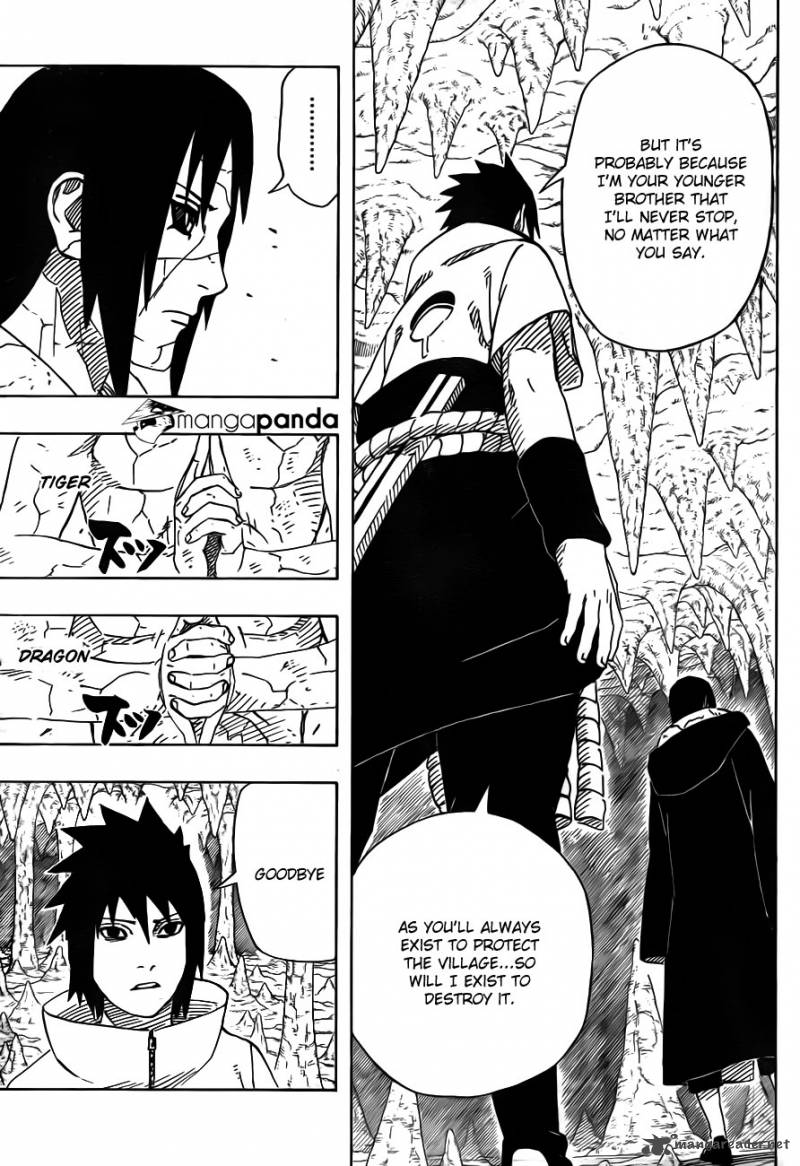 BUT IT'S
PROBABLY BECAUSE
I'M YOUR YOUNGER
BROTHER THAT
I'LL NEVER STOP,
NO MATTER WHAT
YOU SAY.
AS YOU'LL ALWAYS
EXIST TO PROTECT
THE VILLAGE...SO
WILL I EXIST TO
DESTROY IT.
..........
mangapanda
TIGER
ズッ
DRAGON
ズッ
GOODBYE
mangareader.net